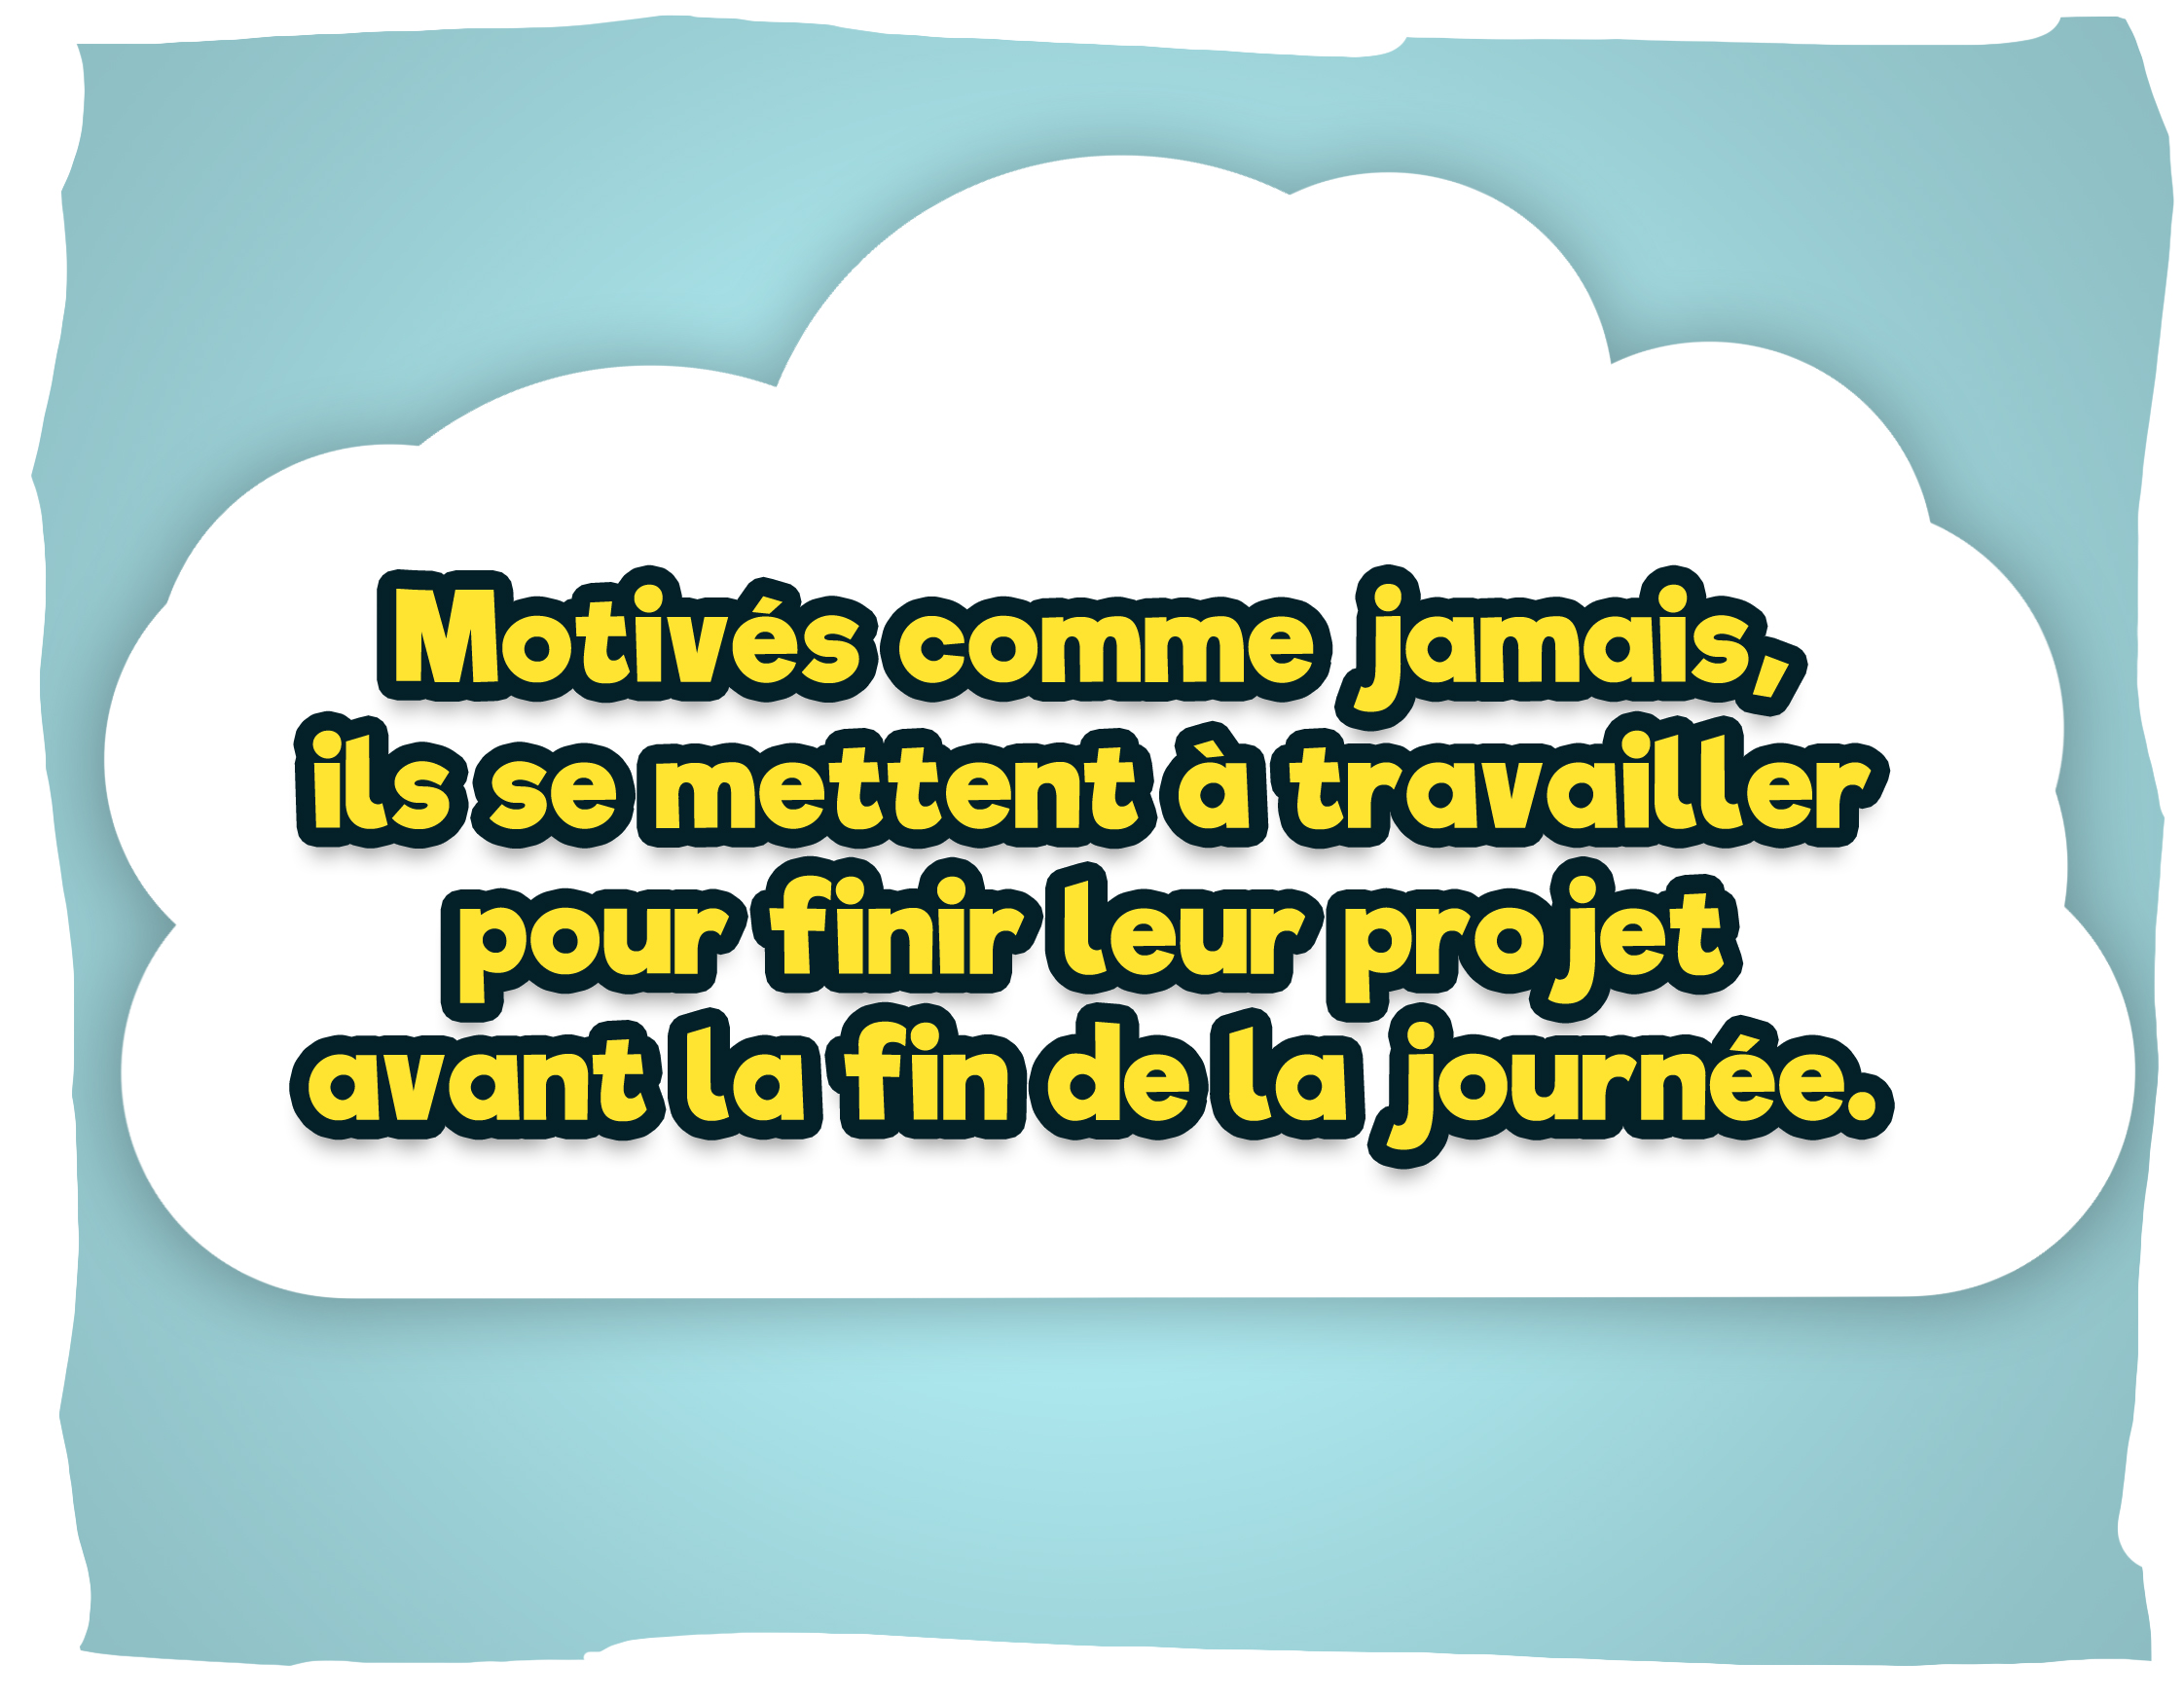 Motivés comme jamais,
ils se mettent à travailler
pour finir leur projet
avant la fin de la journée.